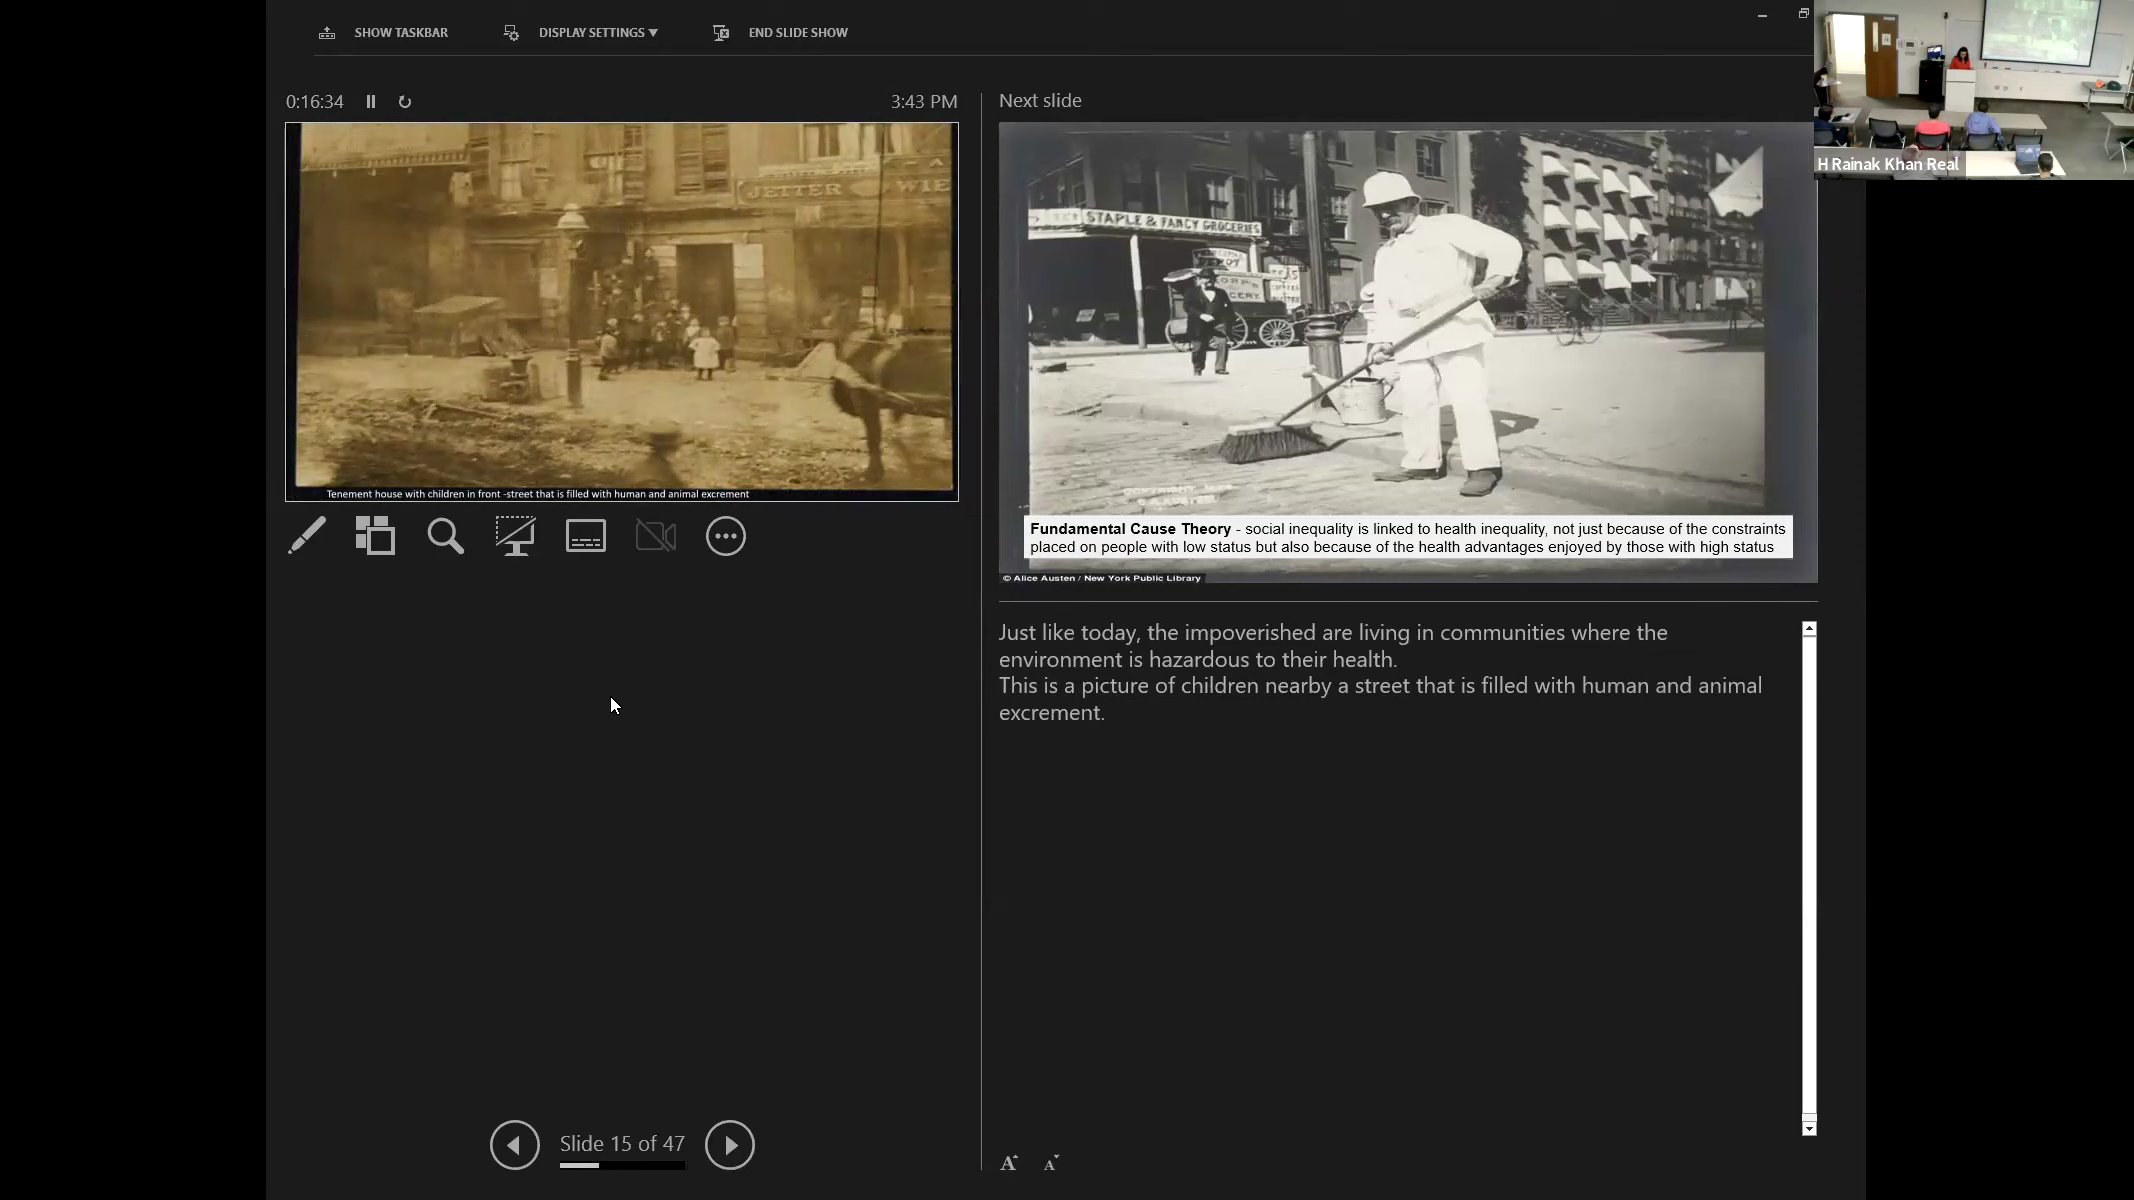 SHOW TASKBAR
DISPLAY SETTINGS ▼
END SLIDE SHOW
0:16:34
3:43 PM
Next slide
JETTER
WIE
Tenement house with children in front -street that is filled with human and animal excrement
STAPLE & FANCY GROCERIES
Fundamental Cause Theory - social inequality is linked to health inequality, not just because of the constraints
placed on people with low status but also because of the health advantages enjoyed by those with high status
© Alice Austen / New York Public Library
H Rainak Khan Real
Just like today, the impoverished are living in communities where the
environment is hazardous to their health.
This is a picture of children nearby a street that is filled with human and animal
excrement.
Slide 15 of 47
A A